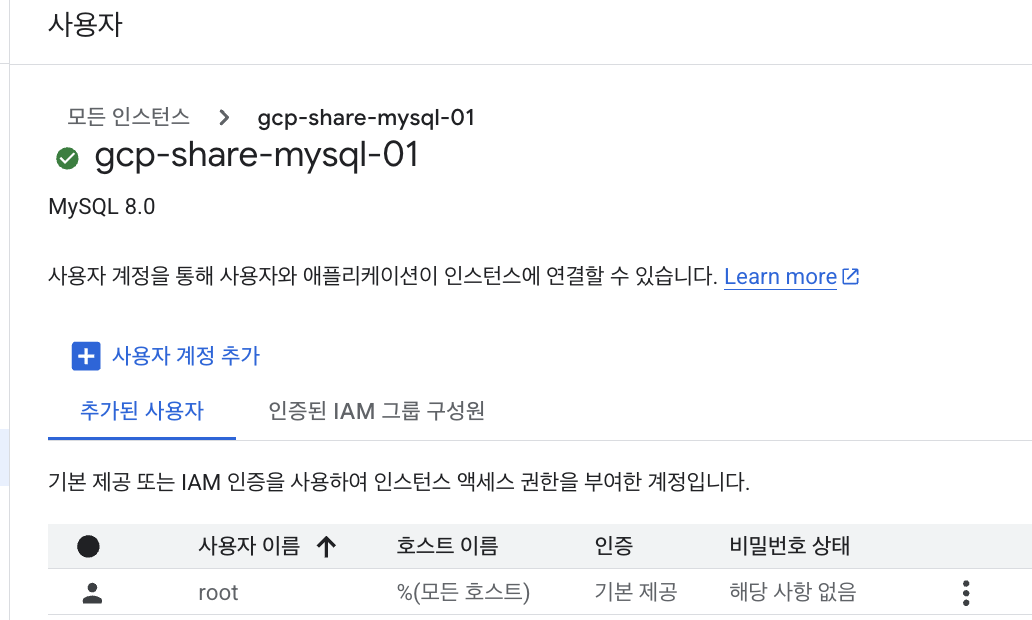 사용자
모든 인스턴스 > gcp-share-mysql-01
gcp-share-mysql-01
MySQL 8.0
사용자 계정을 통해 사용자와 애플리케이션이 인스턴스에 연결할 수 있습니다. Learn more
사용자 계정 추가
추가된 사용자 인증된 IAM 그룹 구성원
기본 제공 또는 IAM 인증을 사용하여 인스턴스 액세스 권한을 부여한 계정입니다.
사용자 이름 ↑ 호스트 이름 인증 비밀번호 상태
root %(모든 호스트) 기본 제공 해당 사항 없음